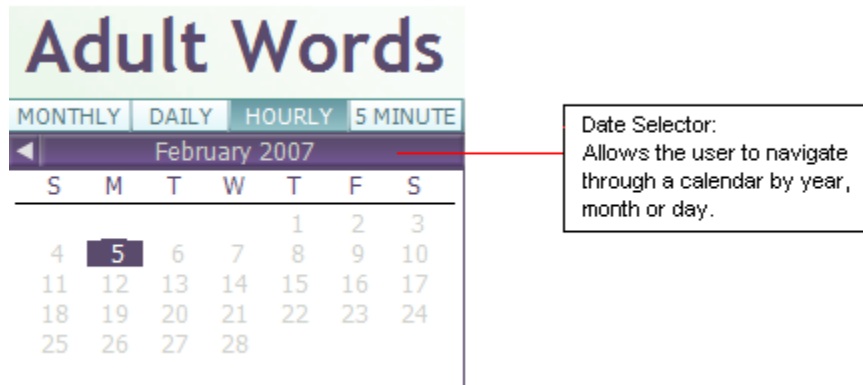 Adult Words
MONTHLY DAILY HOURLY 5 MINUTE
February 2007
S M T W T F S
1 2 3
4 5 6 7 8 9 10
11 12 13 14 15 16 17
18 19 20 21 22 23 24
25 26 27 28
Date Selector:
Allows the user to navigate
through a calendar by year,
month or day.